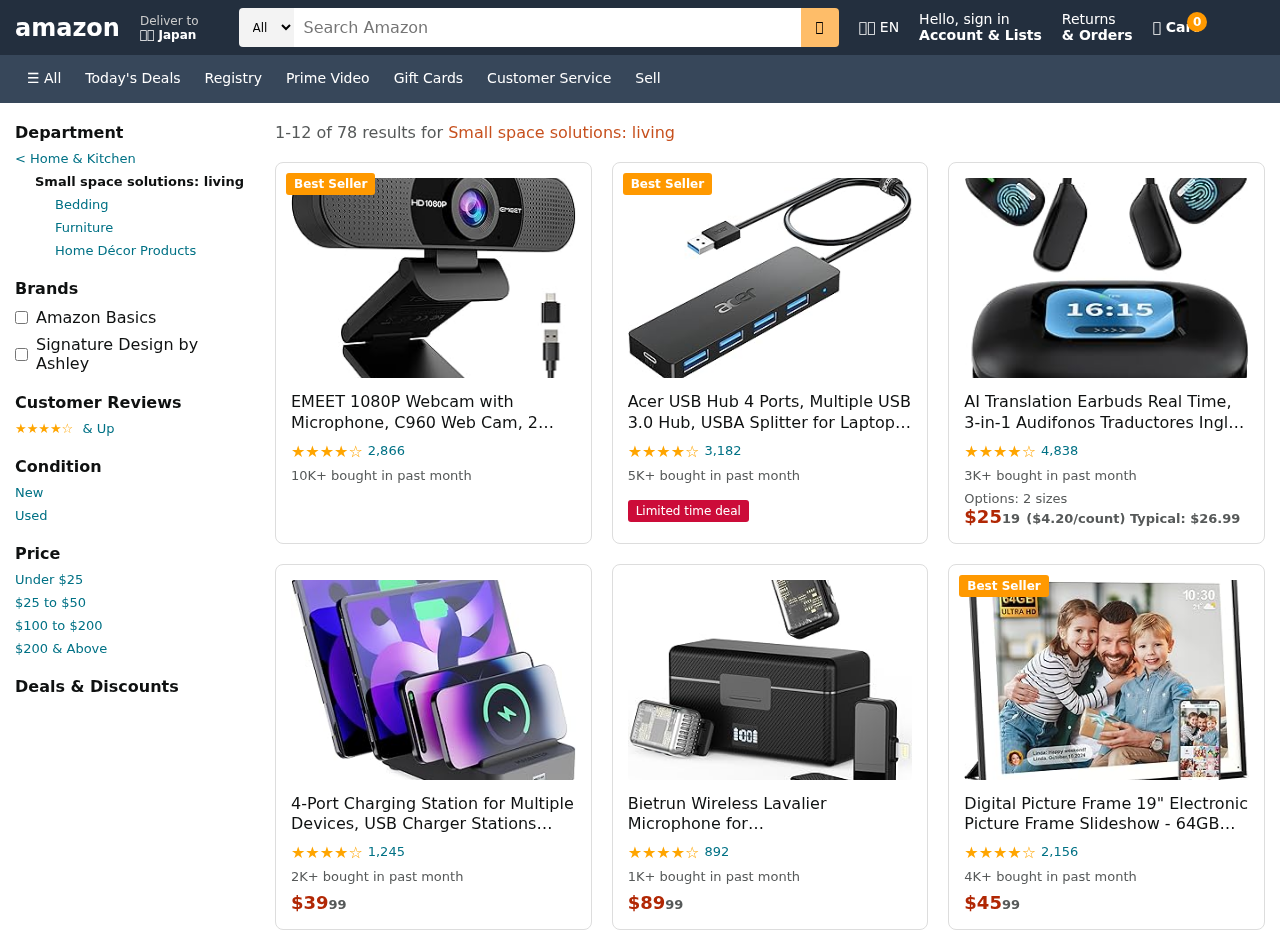 amazon
Deliver to
Japan
All
Search Amazon
EN
Hello, sign in
Account & Lists
Returns
& Orders
0
☰ All
Today's Deals
Registry
Prime Video
Gift Cards
Customer Service
Sell
Department
< Home & Kitchen
Small space solutions: living
Bedding
Furniture
Home Décor Products
Brands
Amazon Basics
Signature Design by
Ashley
Customer Reviews
★★★★☆ & Up
Condition
New
Used
Price
Under $25
$25 to $50
$100 to $200
$200 & Above
Deals & Discounts
1-12 of 78 results for Small space solutions: living
Best Seller
HD1080P
EMEET
EMEET 1080P Webcam with
Microphone, C960 Web Cam, 2…
★★★★☆ 2,866
10K+ bought in past month
Best Seller
acer
Acer USB Hub 4 Ports, Multiple USB
3.0 Hub, USBA Splitter for Laptop…
★★★★☆ 3,182
5K+ bought in past month
Limited time deal
16:15
AI Translation Earbuds Real Time,
3-in-1 Audifonos Traductores Ingl…
★★★★☆ 4,838
3K+ bought in past month
Options: 2 sizes
$2519 ($4.20/count) Typical: $26.99
4-Port Charging Station for Multiple
Devices, USB Charger Stations…
★★★★☆ 1,245
2K+ bought in past month
$3999
Bietrun Wireless Lavalier
Microphone for…
★★★★☆ 892
1K+ bought in past month
$8999
Best Seller
64GB
ULTRA HD
10:30
Digital Picture Frame 19" Electronic
Picture Frame Slideshow - 64GB…
★★★★☆ 2,156
4K+ bought in past month
$4599